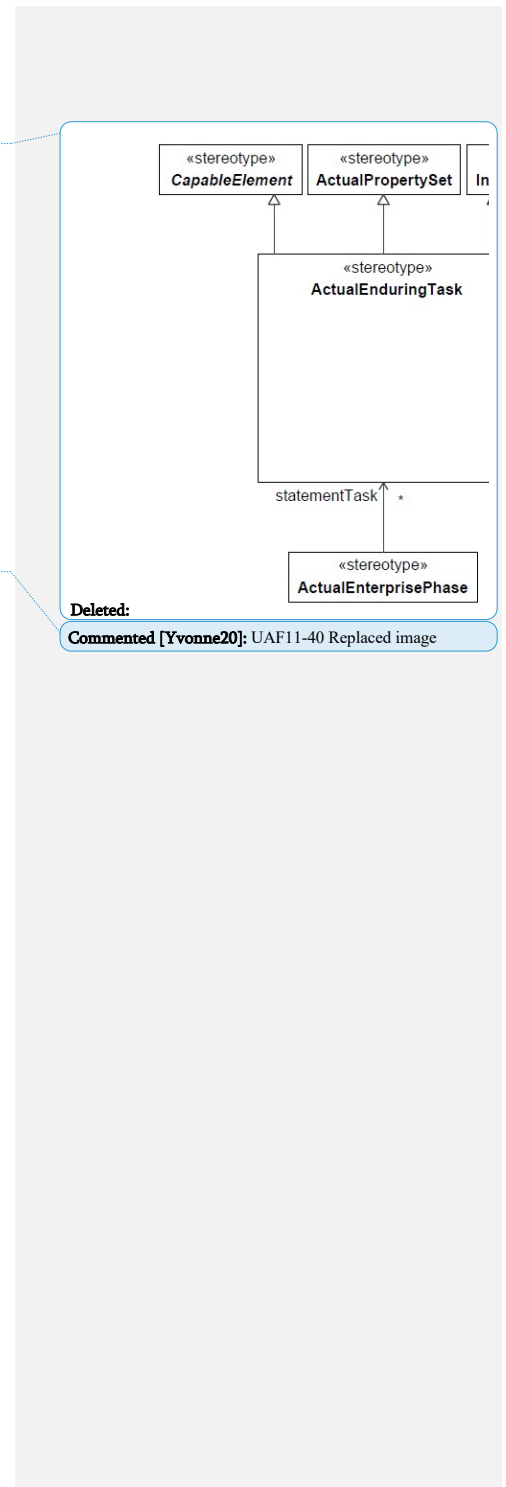 «stereotype» «stereotype»
CapableElement ActualPropertySet In
«stereotype»
ActualEnduringTask
statementTask *
«stereotype»
ActualEnterprisePhase
Deleted:
Commented [Yvonne20]: UAF11-40 Replaced image